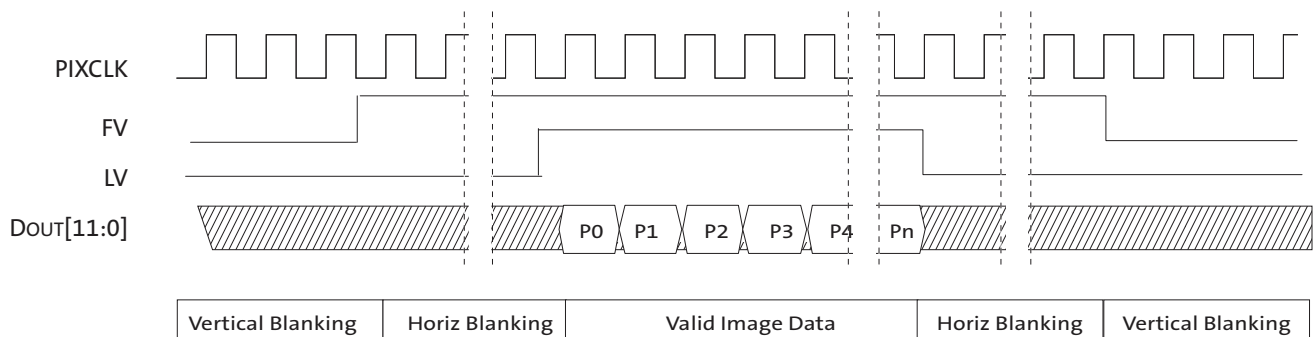 PIXCLK
FV
LV
DOUT[11:0]
P0 P1 P2 P3 P4 Pn
Vertical Blanking Horiz Blanking Valid Image Data Horiz Blanking Vertical Blanking